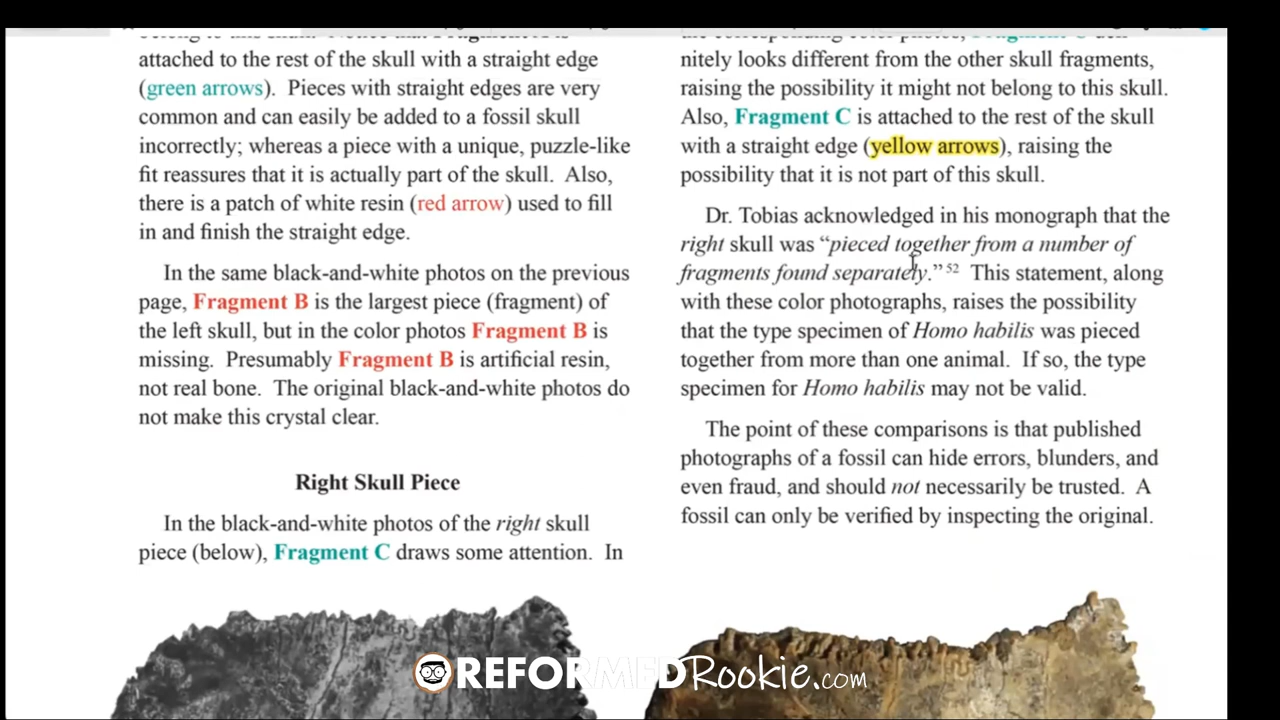 attached to the rest of the skull with a straight edge
(green arrows).  Pieces with straight edges are very
common and can easily be added to a fossil skull
incorrectly; whereas a piece with a unique, puzzle-like
fit reassures that it is actually part of the skull.  Also,
there is a patch of white resin (red arrow) used to fill
in and finish the straight edge.
In the same black-and-white photos on the previous
page, Fragment B is the largest piece (fragment) of
the left skull, but in the color photos Fragment B is
missing.  Presumably Fragment B is artificial resin,
not real bone.  The original black-and-white photos do
not make this crystal clear.
Right Skull Piece
In the black-and-white photos of the right skull
piece (below), Fragment C draws some attention.  In
nitely looks different from the other skull fragments,
raising the possibility it might not belong to this skull.
Also, Fragment C is attached to the rest of the skull
with a straight edge (yellow arrows), raising the
possibility that it is not part of this skull.
Dr. Tobias acknowledged in his monograph that the
right skull was “pieced together from a number of
fragments found separately.” 52  This statement, along
with these color photographs, raises the possibility
that the type specimen of Homo habilis was pieced
together from more than one animal.  If so, the type
specimen for Homo habilis may not be valid.
The point of these comparisons is that published
photographs of a fossil can hide errors, blunders, and
even fraud, and should not necessarily be trusted.  A
fossil can only be verified by inspecting the original.
REFORMEDRookie.com